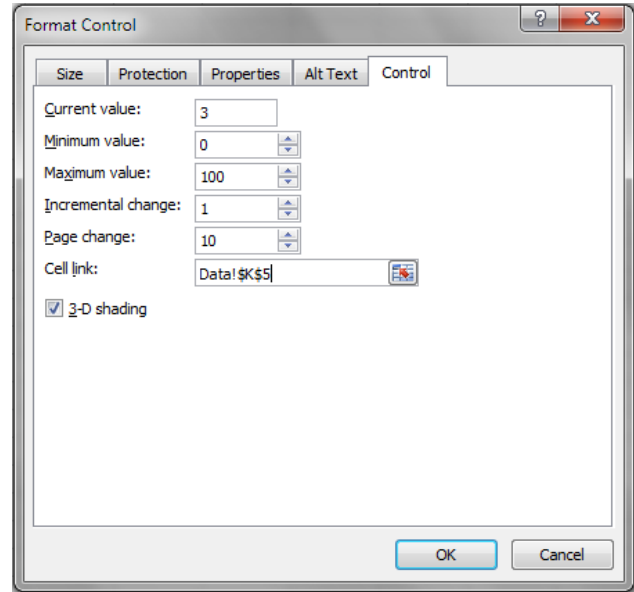 Format Control
? X
Size Protection Properties Alt Text Control
Current value: 3
Minimum value: 0
Maximum value: 100
Incremental change: 1
Page change: 10
Cell link: Data!$K$5
3-D shading
OK Cancel